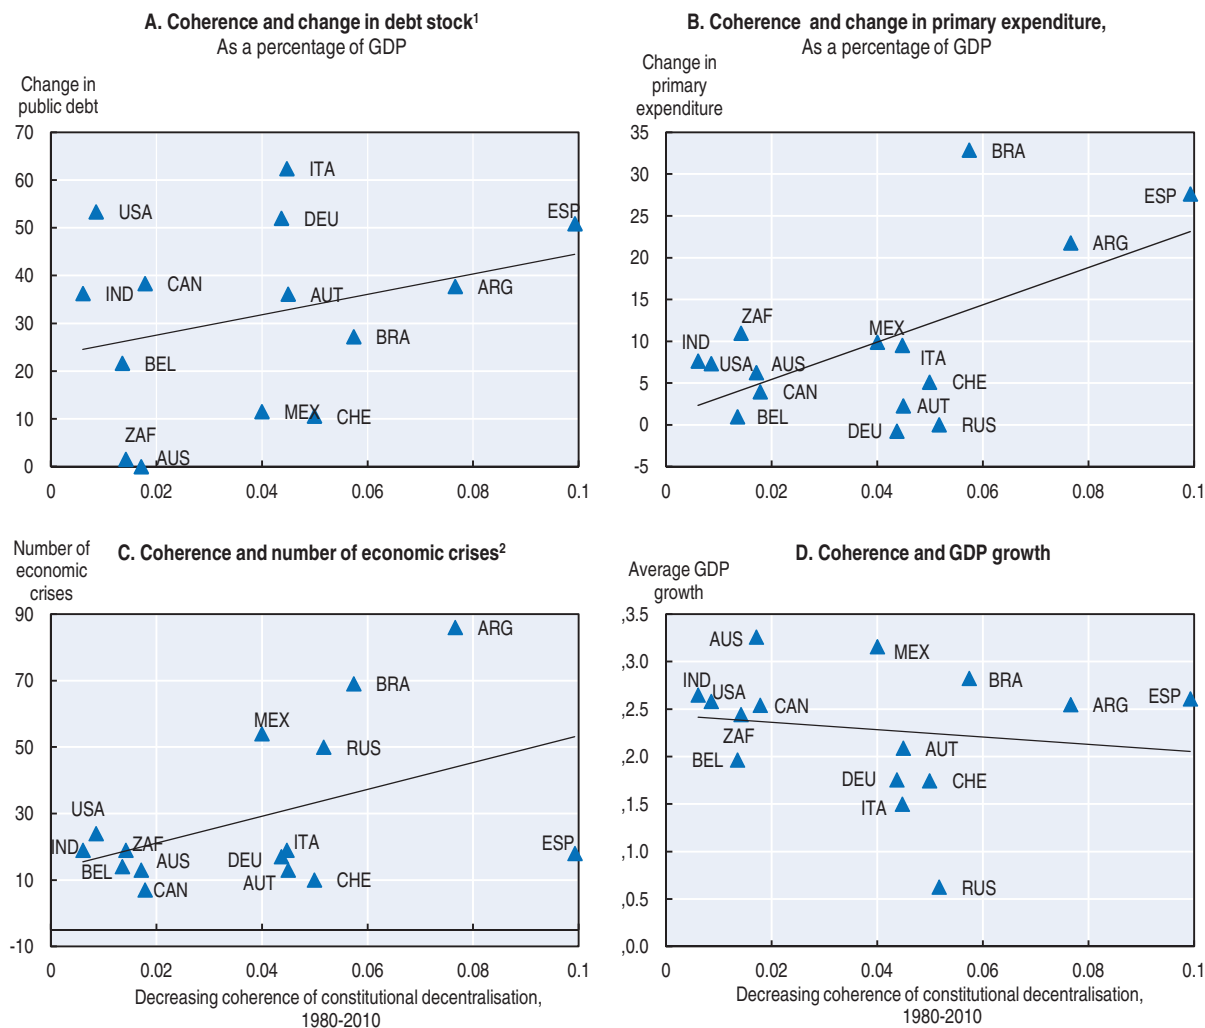 A. Coherence and change in debt stock¹
As a percentage of GDP
Change in
public debt
70
60
50
40
30
20
10
0
ITA
USA
DEU
ESP
CAN
IND
AUT
ARG
BRA
BEL
MEX
CHE
ZAF
AUS
0
0.02
0.04
0.06
0.08
0.1
B. Coherence and change in primary expenditure,
As a percentage of GDP
Change in
primary
expenditure
35
30
25
20
15
10
5
0
-5
BRA
ESP
ARG
ZAF
MEX
IND
ITA
USA
AUS
CHE
CAN
AUT
BEL
DEU
RUS
0
0.02
0.04
0.06
0.08
0.1
C. Coherence and number of economic crises²
Number of
economic
crises
90
70
50
30
10
-10
ARG
BRA
MEX
RUS
USA
IND
ZAF
ITA
ESP
BEL
AUS
DEU
AUT
CHE
CAN
0
0.02
0.04
0.06
0.08
0.1
Decreasing coherence of constitutional decentralisation,
1980-2010
D. Coherence and GDP growth
Average GDP
growth
,3.5
,3.0
,2.5
,2.0
,1.5
,1.0
,0.5
,0.0
AUS
MEX
IND
USA
BRA
ESP
CAN
ARG
ZAF
AUT
BEL
DEU
CHE
ITA
RUS
0
0.02
0.04
0.06
0.08
0.1
Decreasing coherence of constitutional decentralisation,
1980-2010